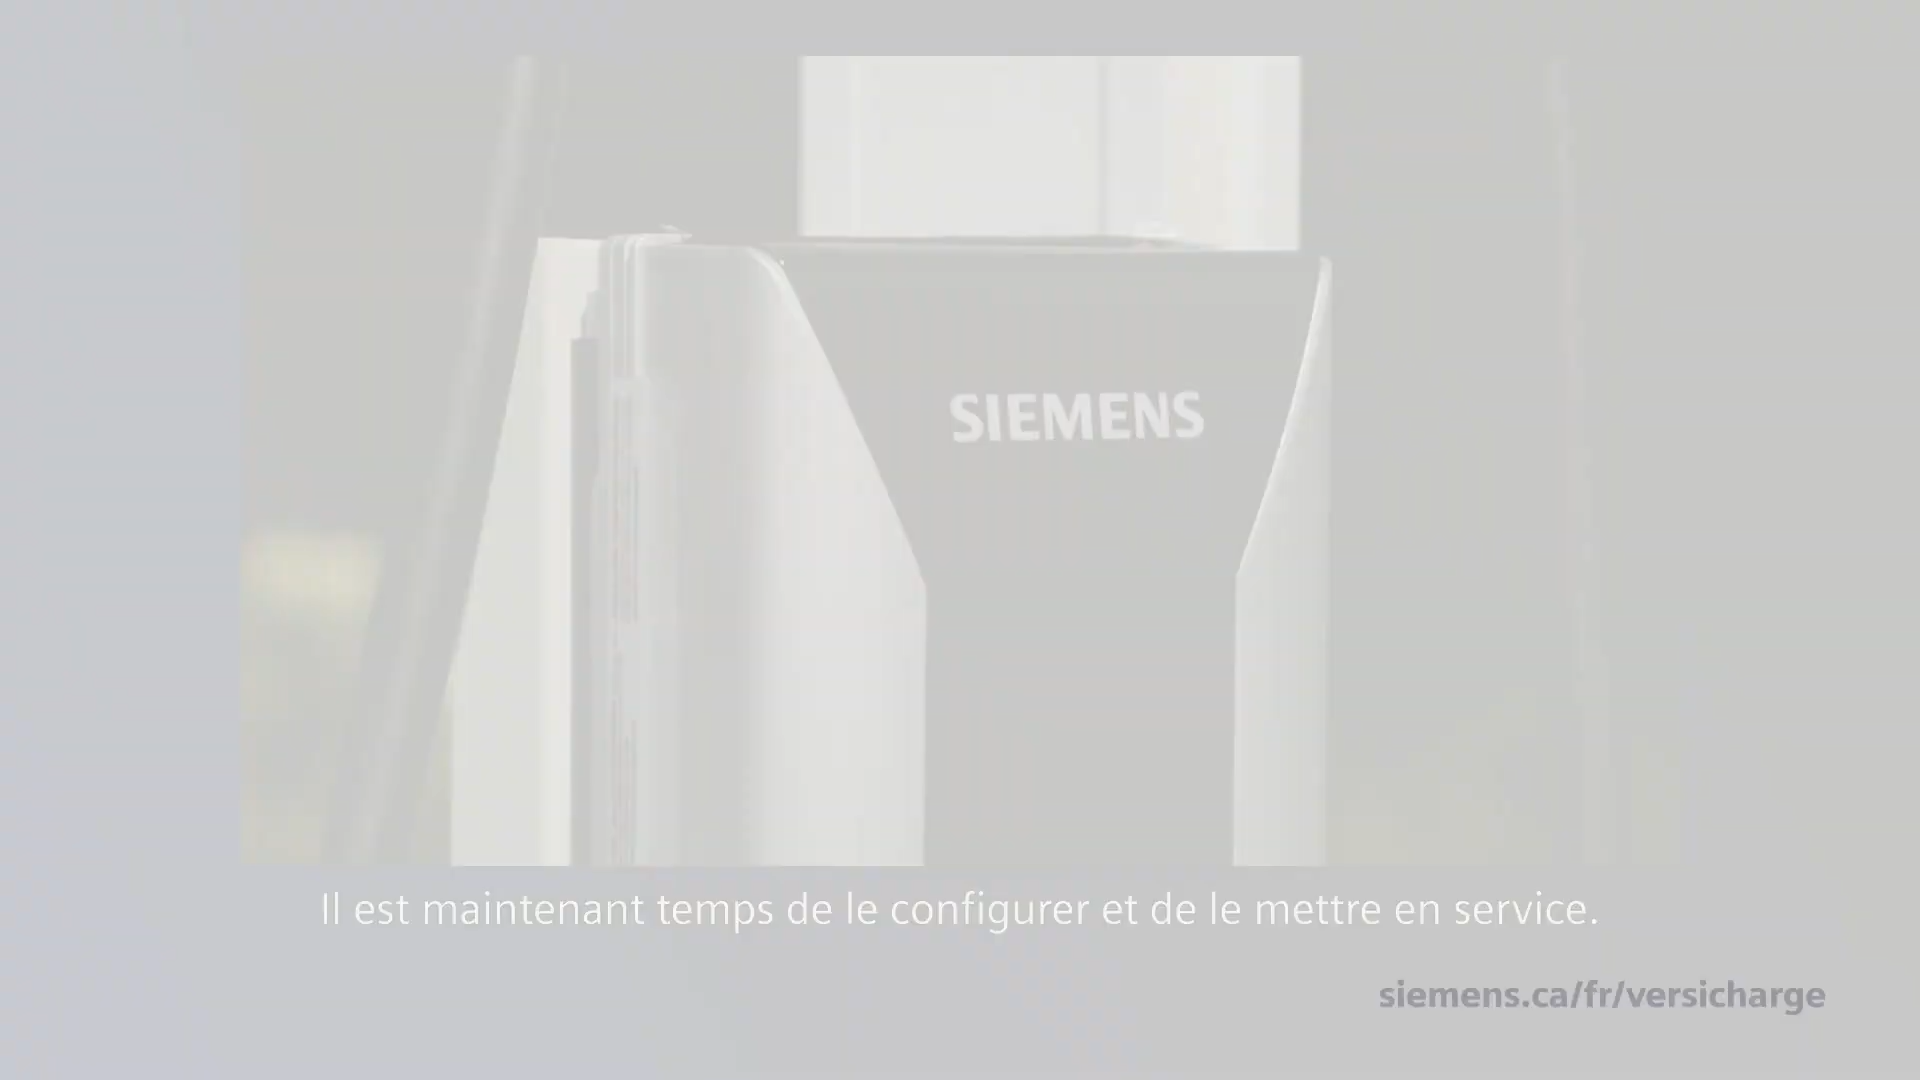 SIEMENS
Il est maintenant temps de le configurer et de le mettre en service.
siemens.ca/fr/versicharge